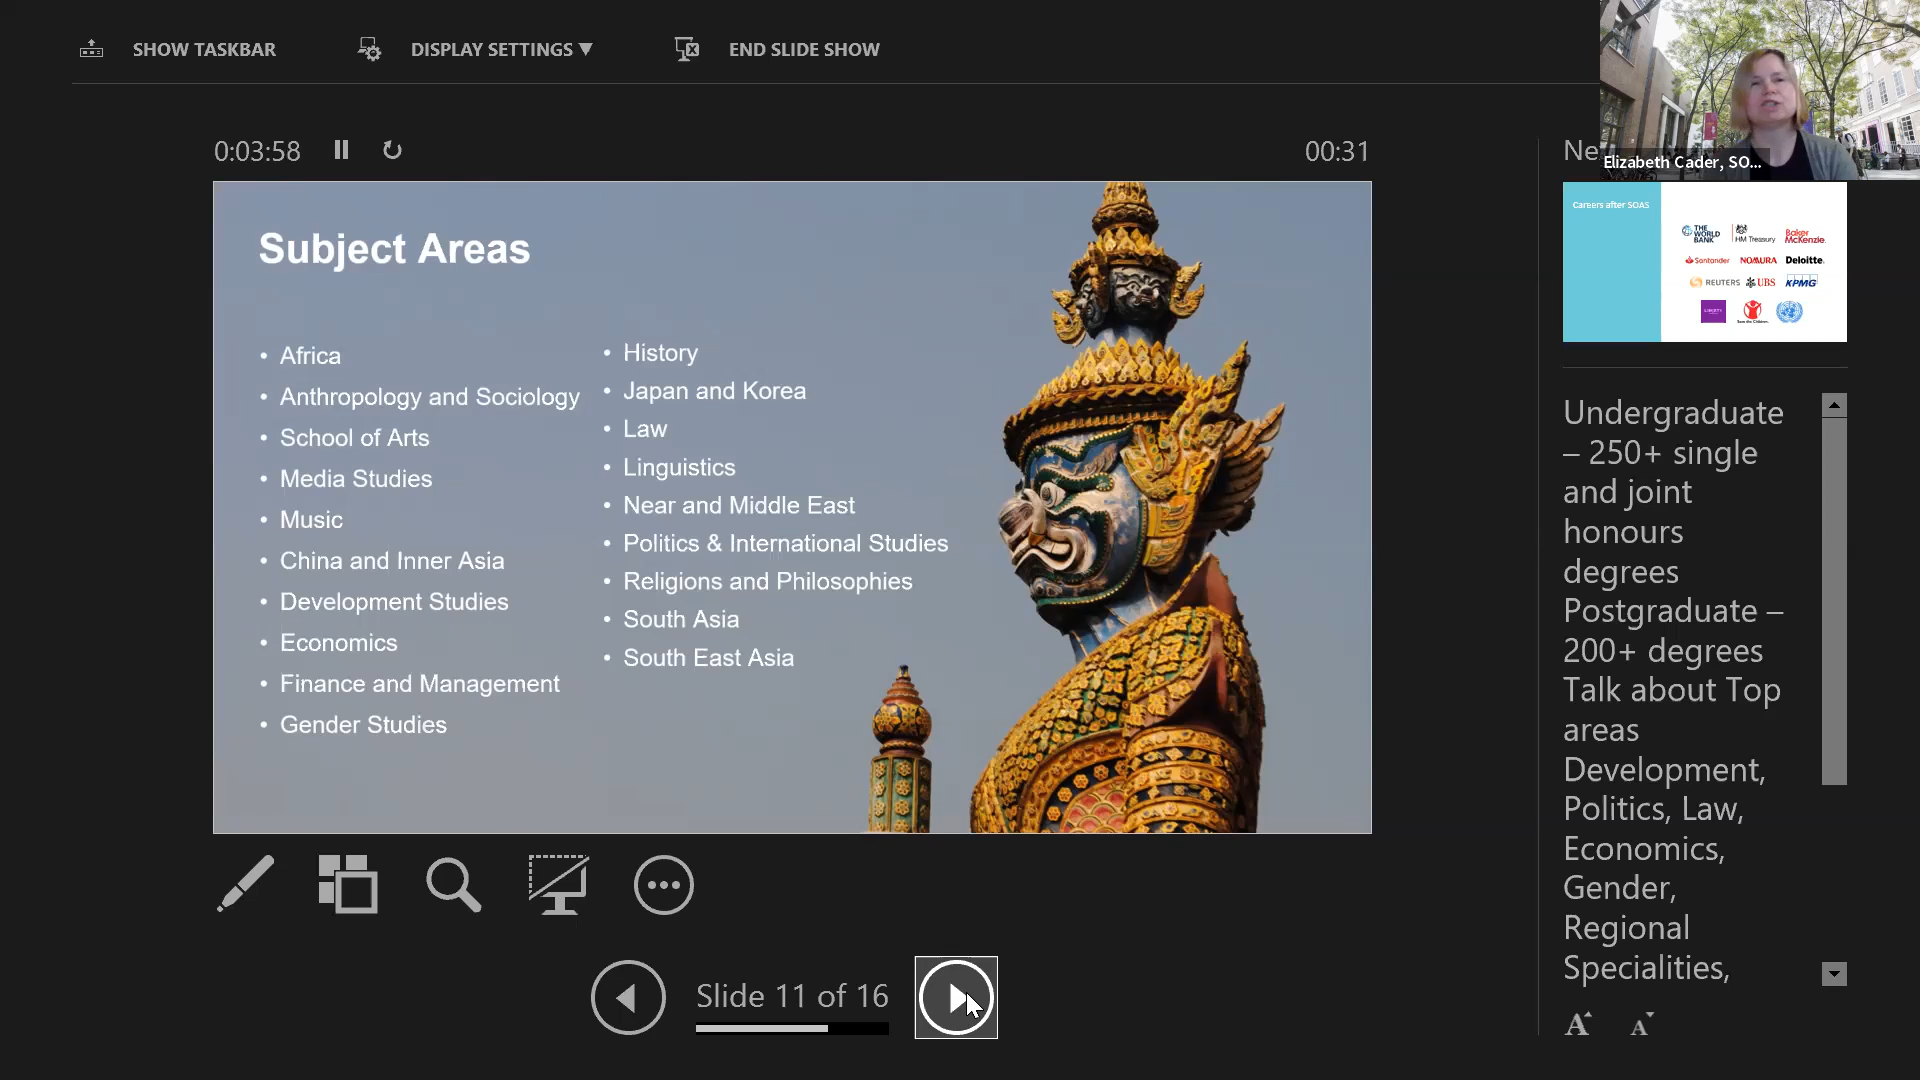 SHOW TASKBAR
DISPLAY SETTINGS ▼
END SLIDE SHOW
Elizabeth Cader, SO...
0:03:58
00:31
Ne
Subject Areas
• Africa
• Anthropology and Sociology
• School of Arts
• Media Studies
• Music
• China and Inner Asia
• Development Studies
• Economics
• Finance and Management
• Gender Studies
• History
• Japan and Korea
• Law
• Linguistics
• Near and Middle East
• Politics & International Studies
• Religions and Philosophies
• South Asia
• South East Asia
Careers after SOAS
THE WORLD BANK
HM Treasury
Baker McKenzie.
Santander
NOMURA
Deloitte.
REUTERS
UBS
KPMG
Save the Children
Undergraduate
– 250+ single
and joint
honours
degrees
Postgraduate –
200+ degrees
Talk about Top
areas
Development,
Politics, Law,
Economics,
Gender,
Regional
Specialities,
Slide 11 of 16
A A